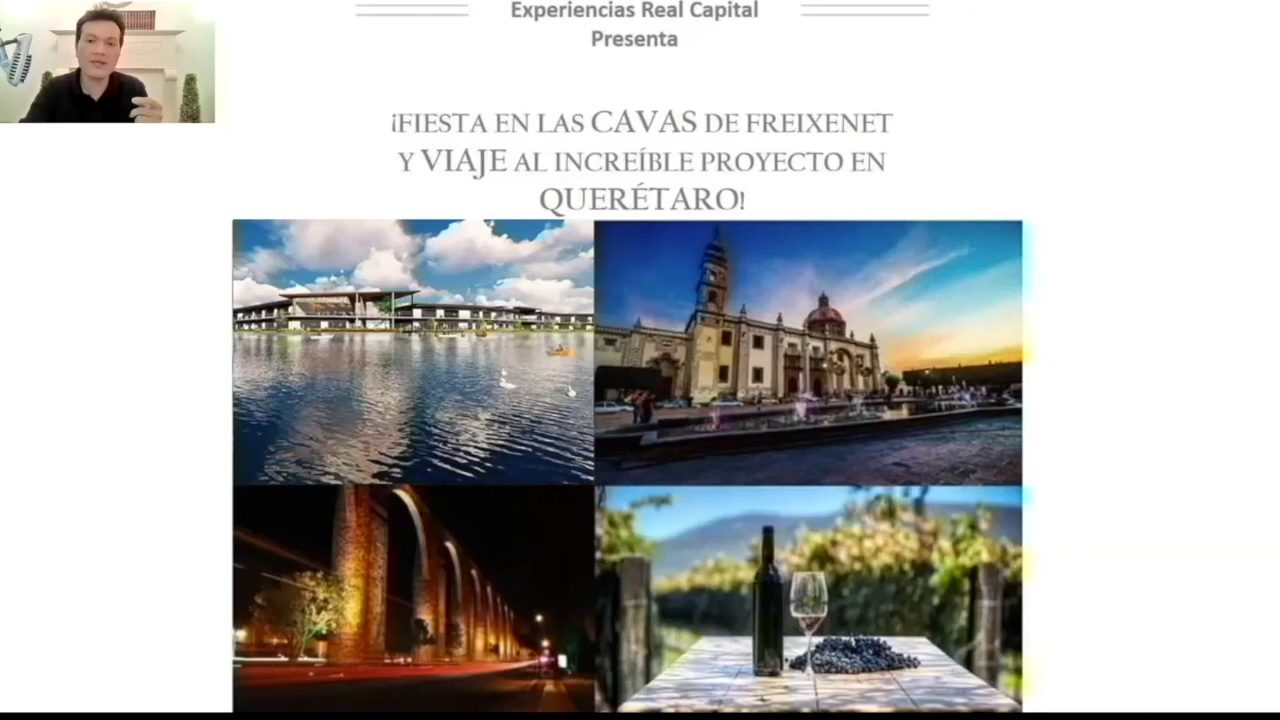 Experiencias Real Capital
Presenta
¡FIESTA EN LAS CAVAS DE FREIXENET
Y VIAJE AL INCREÍBLE PROYECTO EN
QUERÉTARO!